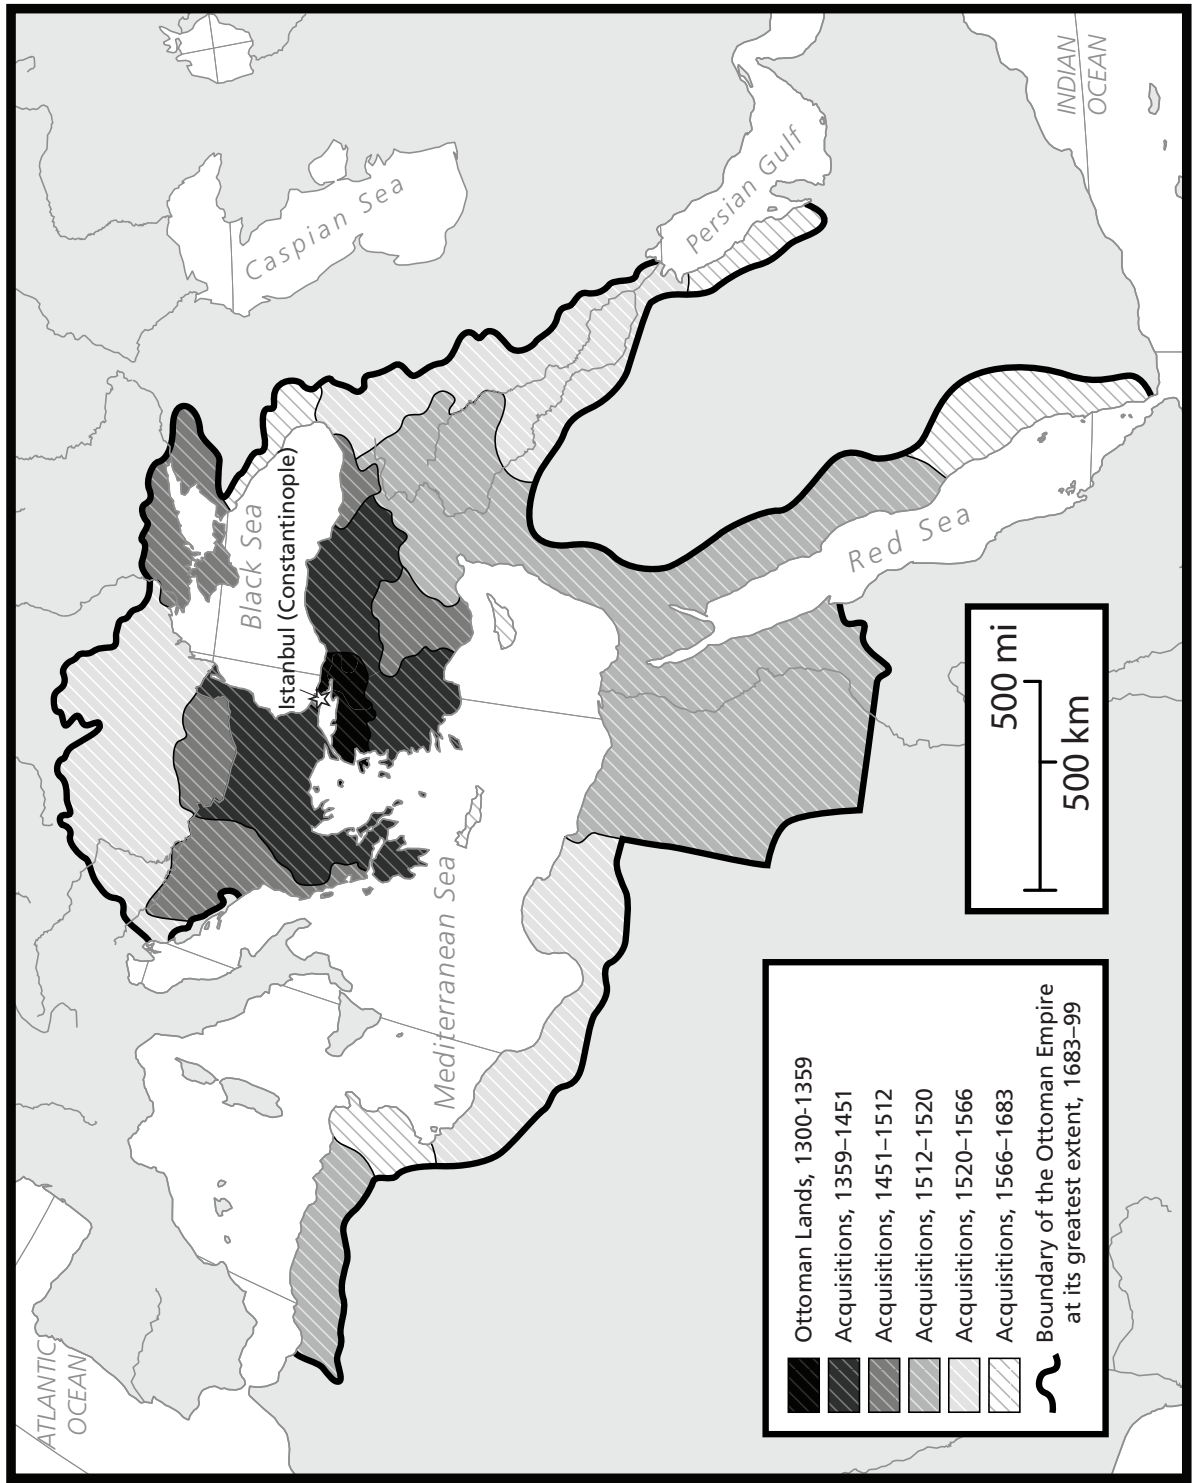 ATLANTIC
OCEAN
Black Sea
Istanbul (Constantinople)
Caspian Sea
Mediterranean Sea
Persian Gulf
Red Sea
INDIAN
OCEAN
Ottoman Lands, 1300-1359
Acquisitions, 1359–1451
Acquisitions, 1451–1512
Acquisitions, 1512–1520
Acquisitions, 1520–1566
Acquisitions, 1566–1683
Boundary of the Ottoman Empire
at its greatest extent, 1683–99
500 mi
500 km